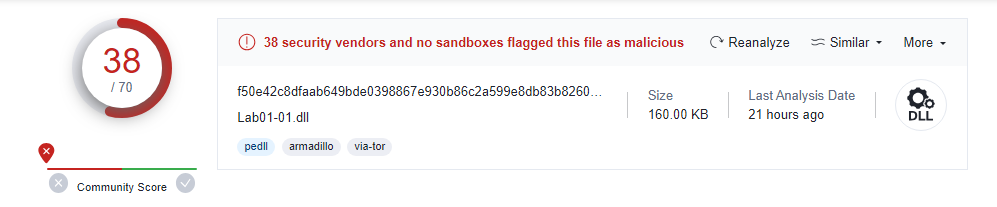 38
/ 70
Community Score
38 security vendors and no sandboxes flagged this file as malicious
Reanalyze
Similar
More
f50e42c8dfaab649bde0398867e930b86c2a599e8db83b8260...
Lab01-01.dll
pedll armadillo via-tor
Size
160.00 KB
Last Analysis Date
21 hours ago
DLL